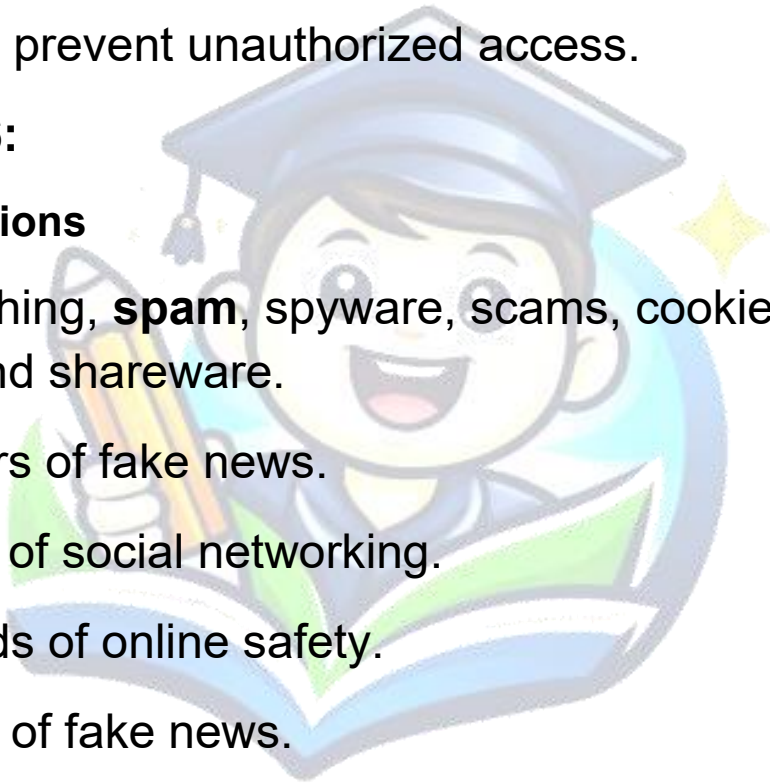 prevent unauthorized access.
:
ions
hing, spam, spyware, scams, cookie
nd shareware.
rs of fake news.
of social networking.
ds of online safety.
of fake news.